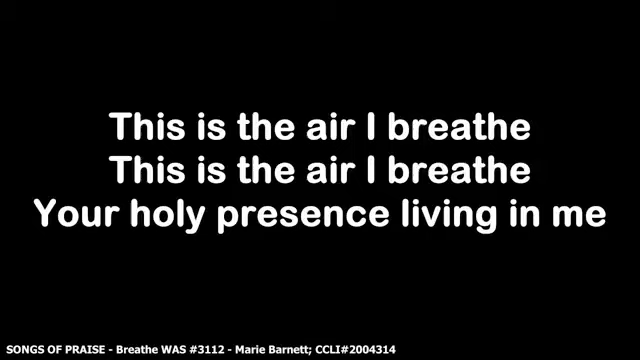 This is the air I breathe
This is the air I breathe
Your holy presence living in me
SONGS OF PRAISE - Breathe WAS #3112 - Marie Barnett; CCLI#2004314